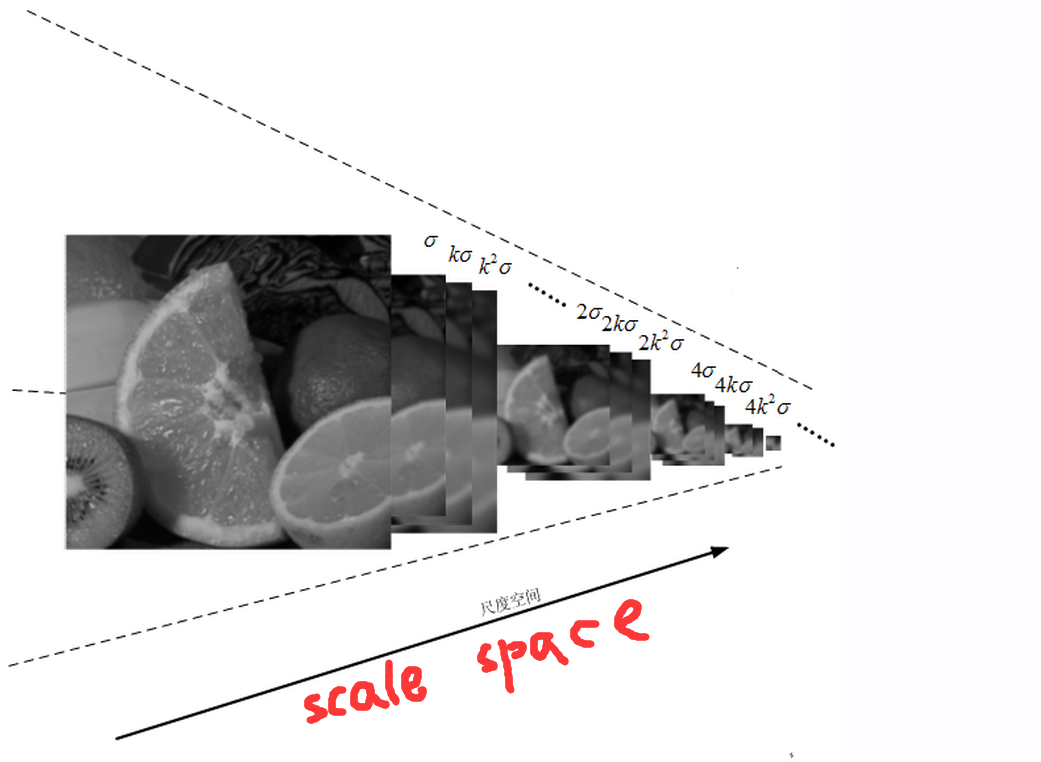 σ kσ k²σ ......
2σ 2kσ 2k²σ
4σ 4kσ 4k²σ ......
尺度空间
scale space